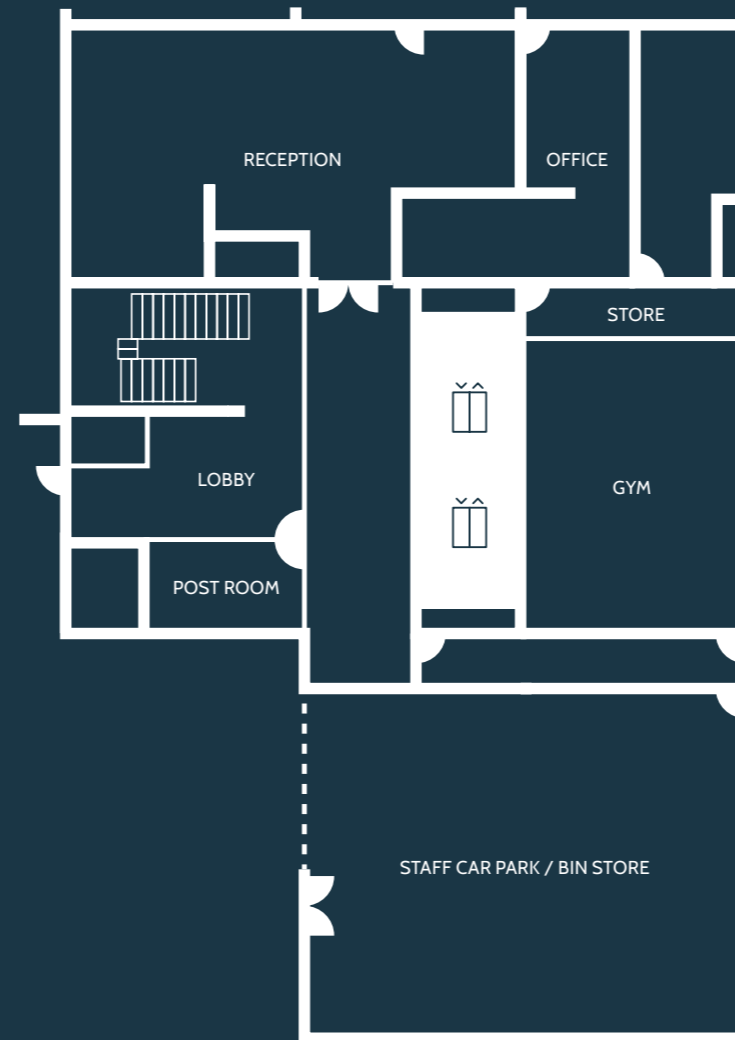 RECEPTION
OFFICE
STORE
LOBBY
GYM
POST ROOM
STAFF CAR PARK / BIN STORE